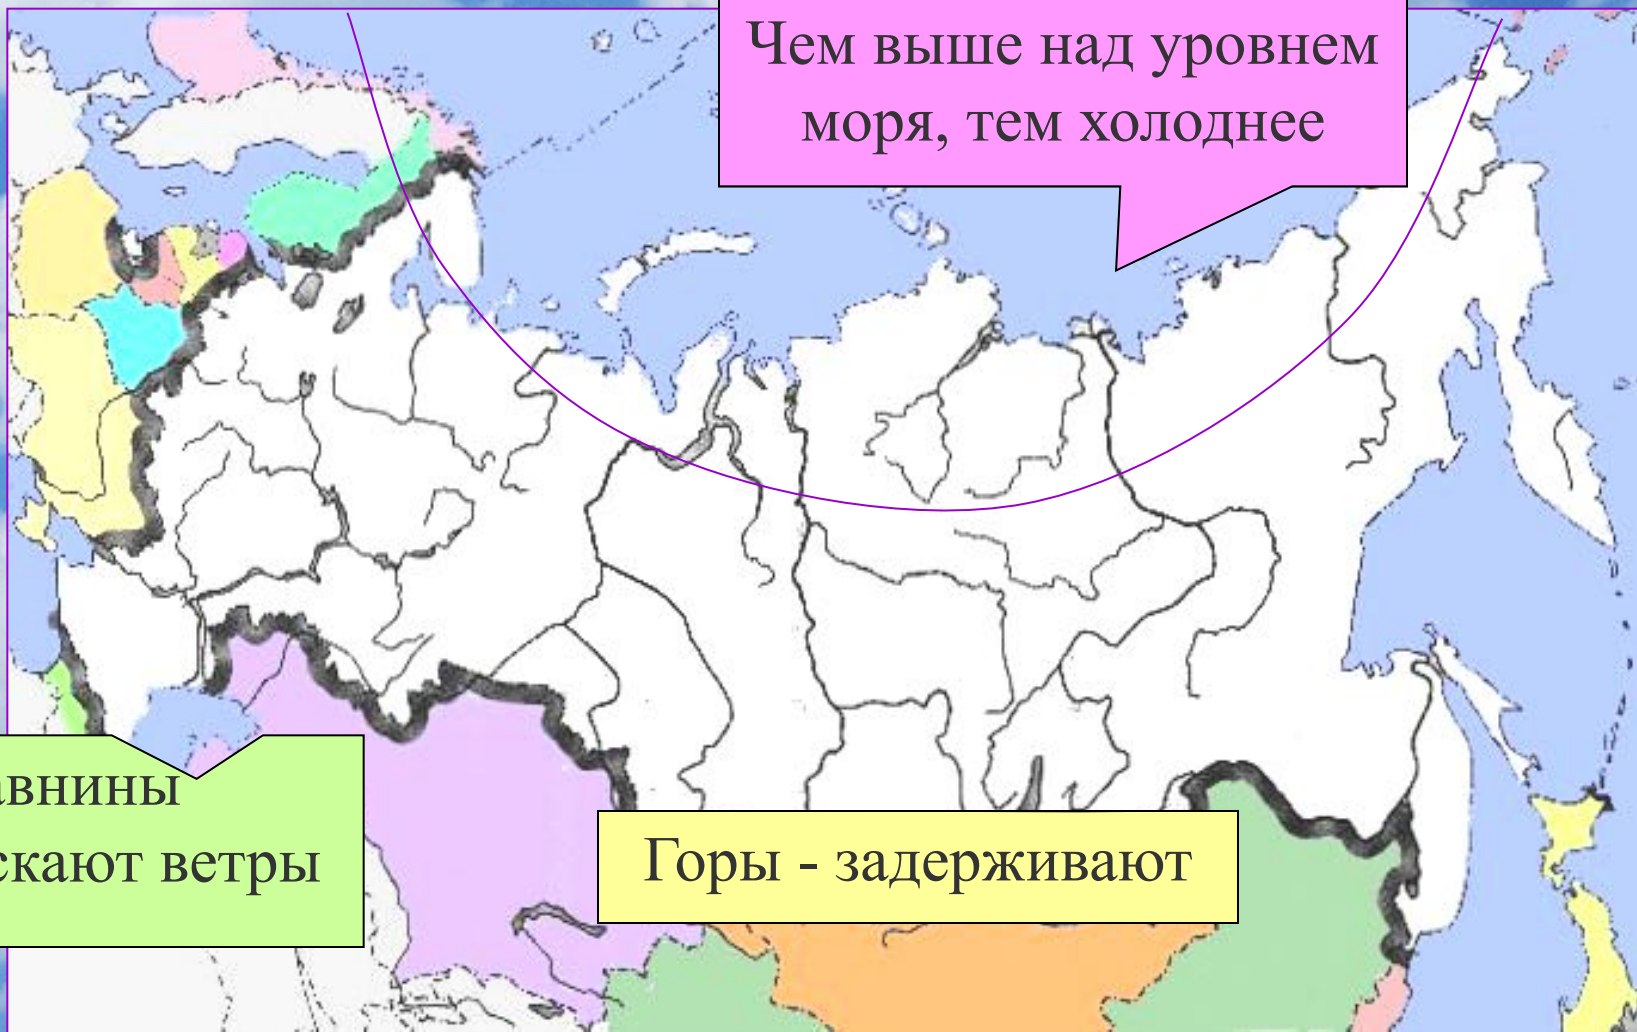 Чем выше над уровнем
моря, тем холоднее
авнины
скают ветры
Горы - задерживают